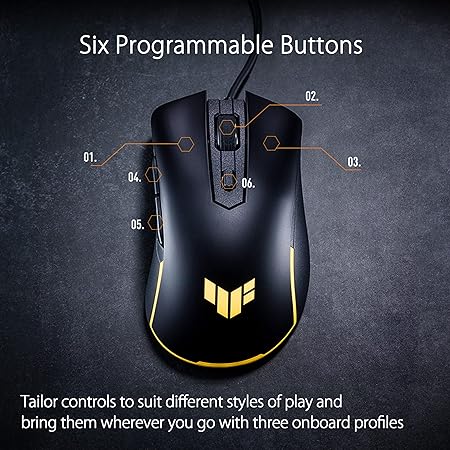 Six Programmable Buttons
02.
01.
03.
04.
06.
05.
Tailor controls to suit different styles of play and
bring them wherever you go with three onboard profiles